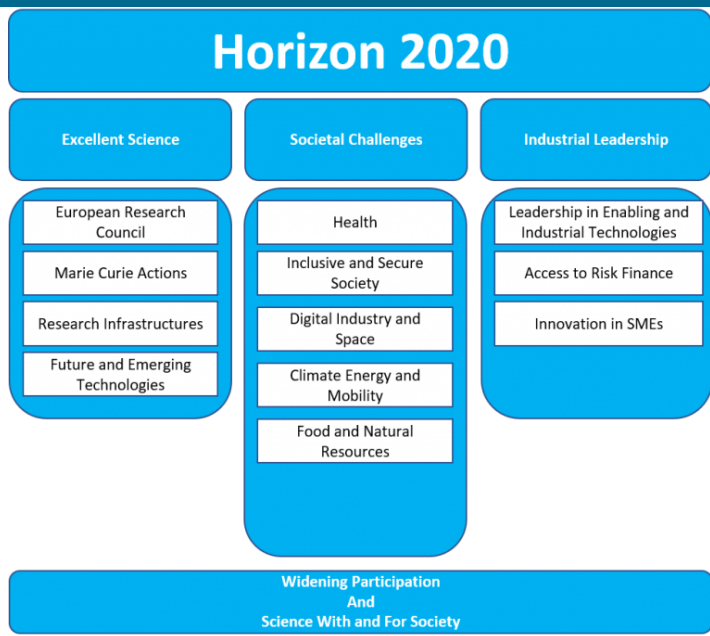 Horizon 2020
Excellent Science
Societal Challenges
Industrial Leadership
European Research
Council
Marie Curie Actions
Research Infrastructures
Future and Emerging
Technologies
Health
Inclusive and Secure
Society
Digital Industry and
Space
Climate Energy and
Mobility
Food and Natural
Resources
Leadership in Enabling and
Industrial Technologies
Access to Risk Finance
Innovation in SMEs
Widening Participation
And
Science With and For Society